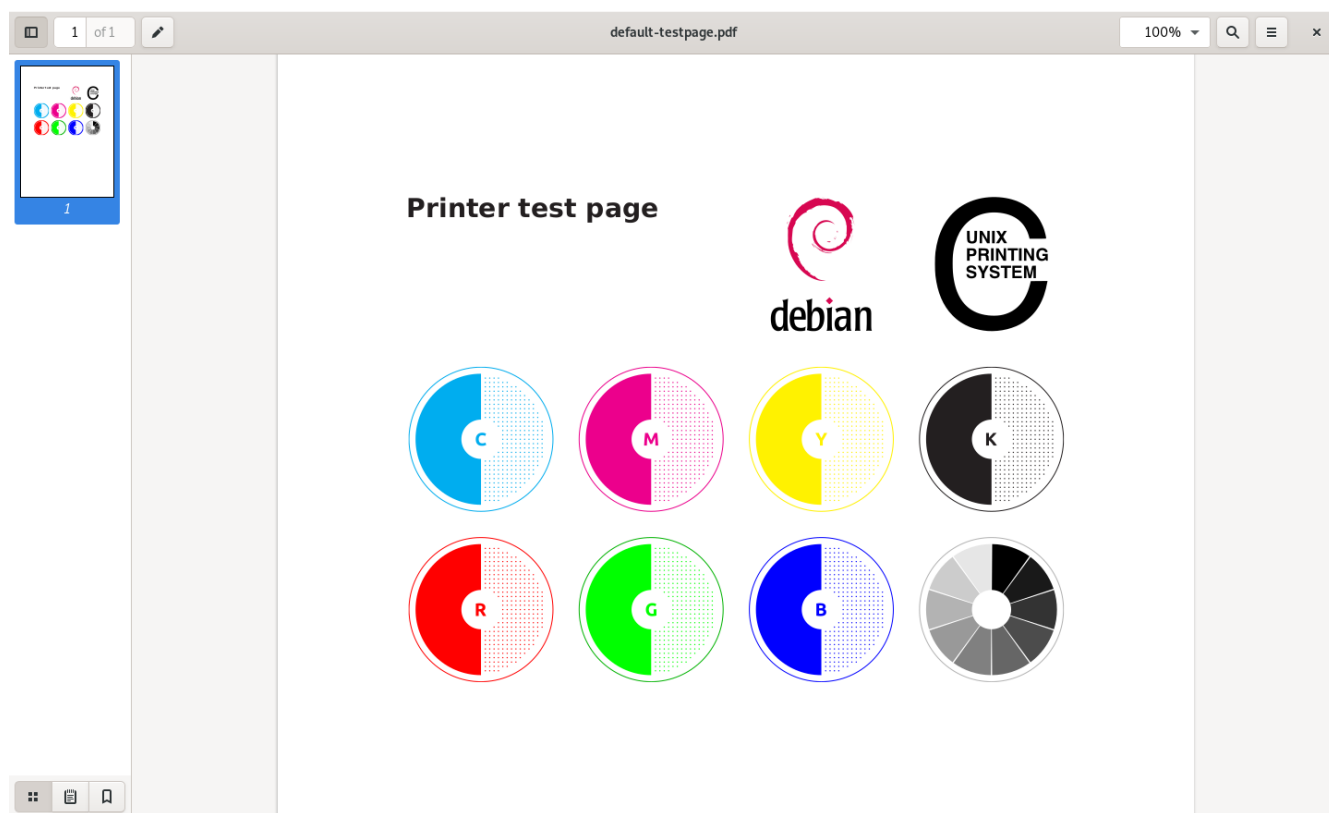 1 of 1 default-testpage.pdf 100%
Printer test page
debian
UNIX
PRINTING
SYSTEM
C M Y K
R G B
1